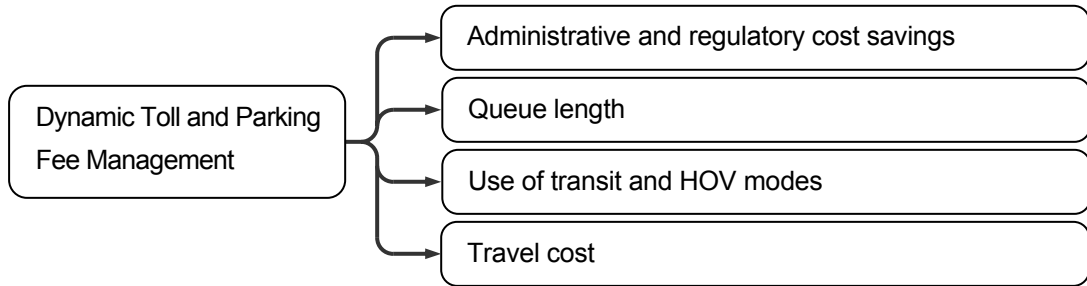 Administrative and regulatory cost savings
Dynamic Toll and Parking
Fee Management
Queue length
Use of transit and HOV modes
Travel cost